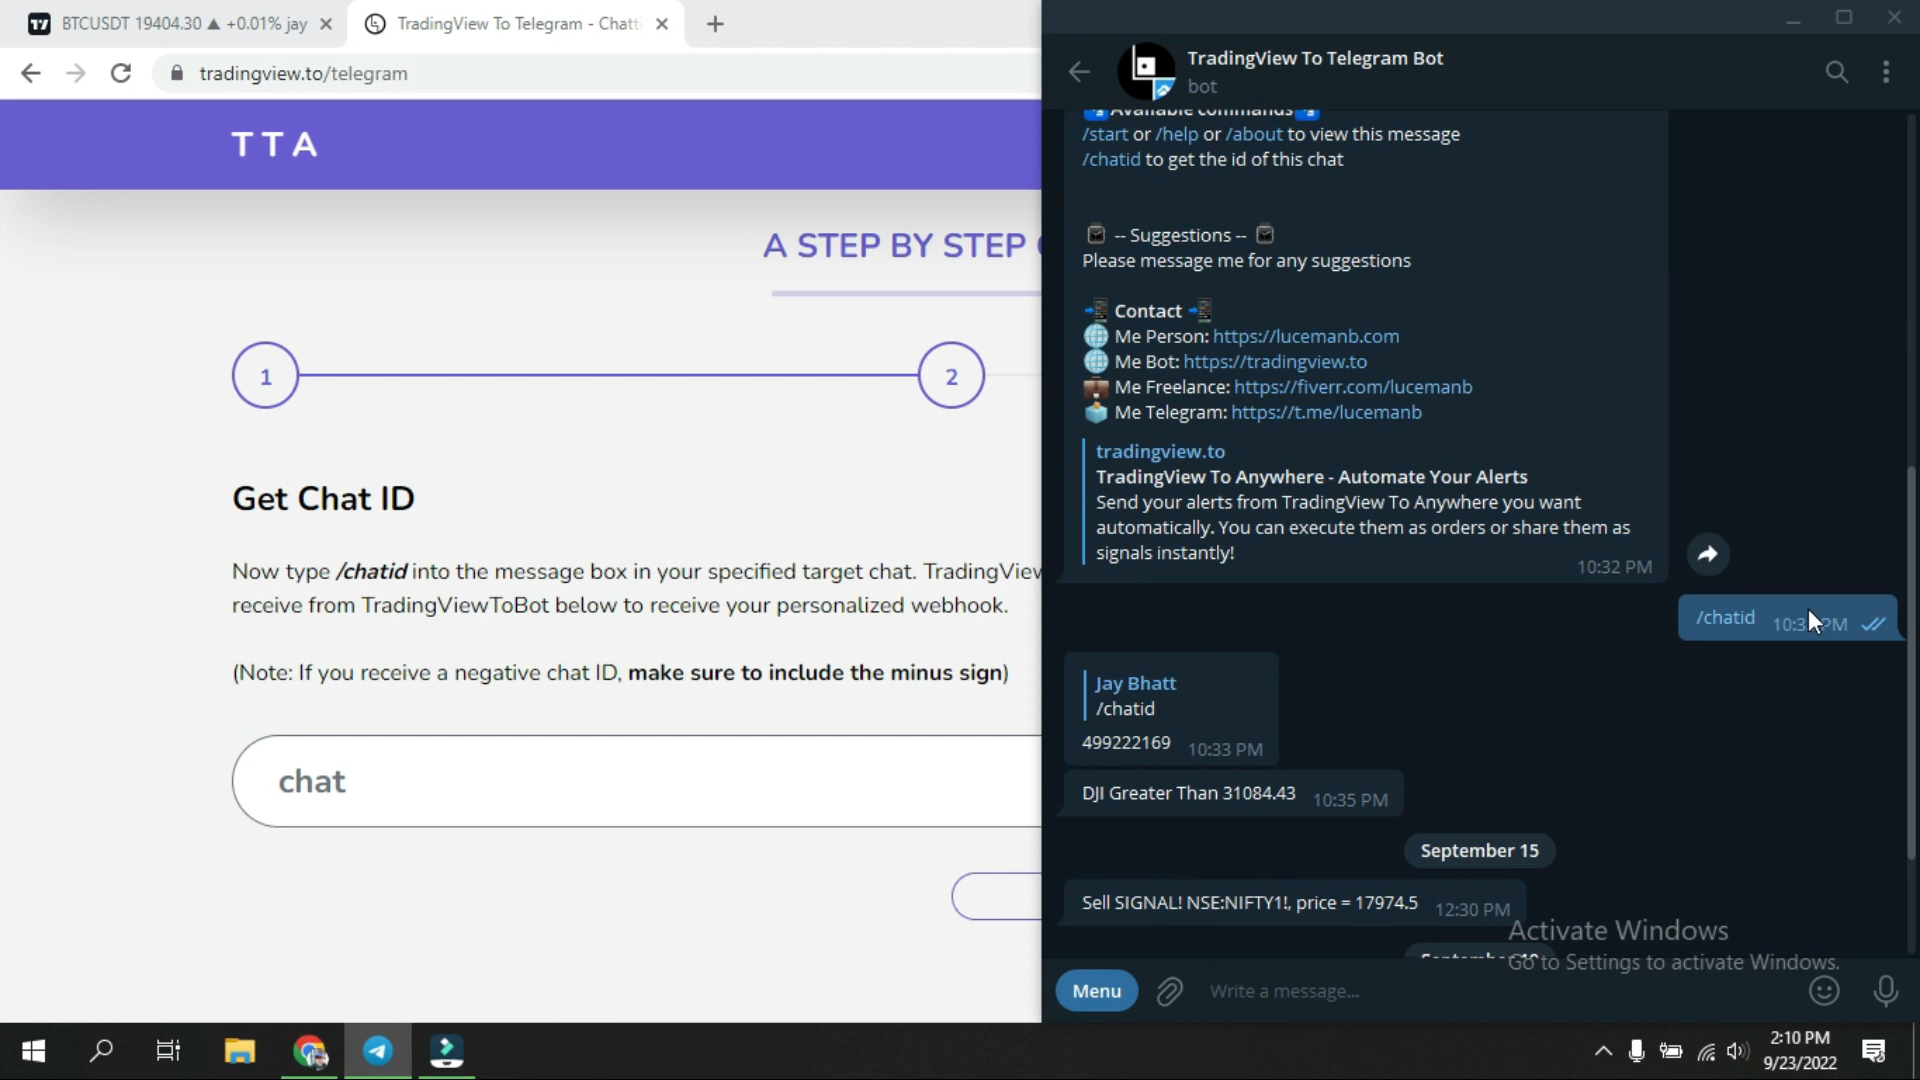 BTCUSDT 19404.30 ▲ +0.01% jay
TradingView To Telegram - Chatti
tradingview.to/telegram
TTA
A STEP BY STEP
1
2
Get Chat ID
Now type /chatid into the message box in your specified target chat. TradingView
receive from TradingViewToBot below to receive your personalized webhook.
(Note: If you receive a negative chat ID, make sure to include the minus sign)
chat
TradingView To Telegram Bot
bot
Available commands
/start or /help or /about to view this message
/chatid to get the id of this chat
-- Suggestions --
Please message me for any suggestions
Contact
Me Person: https://lucemanb.com
Me Bot: https://tradingview.to
Me Freelance: https://fiverr.com/lucemanb
Me Telegram: https://t.me/lucemanb
tradingview.to
TradingView To Anywhere - Automate Your Alerts
Send your alerts from TradingView To Anywhere you want
automatically. You can execute them as orders or share them as
signals instantly!
10:32 PM
/chatid
Jay Bhatt
/chatid
499222169 10:33 PM
DJI Greater Than 31084.43 10:35 PM
September 15
Sell SIGNAL! NSE:NIFTY1!, price = 17974.5 12:30 PM
Activate Windows
Go to Settings to activate Windows.
Menu
Write a message...
2:10 PM
9/23/2022